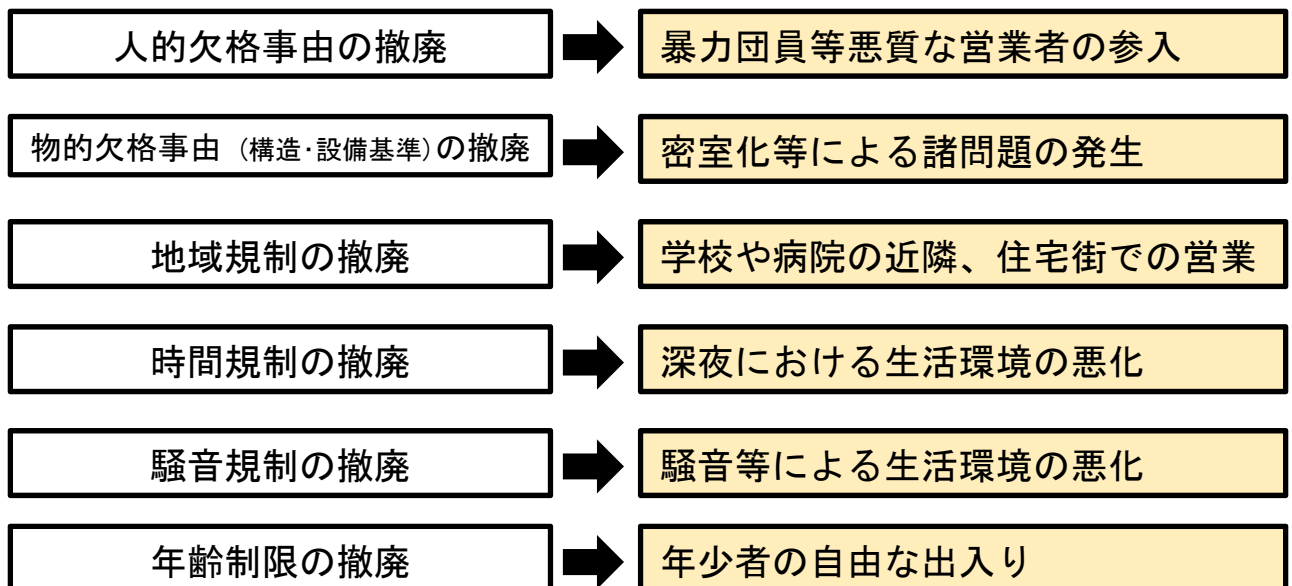 人的欠格事由の撤廃
暴力団員等悪質な営業者の参入
物的欠格事由（構造・設備基準）の撤廃
密室化等による諸問題の発生
地域規制の撤廃
学校や病院の近隣、住宅街での営業
時間規制の撤廃
深夜における生活環境の悪化
騒音規制の撤廃
騒音等による生活環境の悪化
年齢制限の撤廃
年少者の自由な出入り